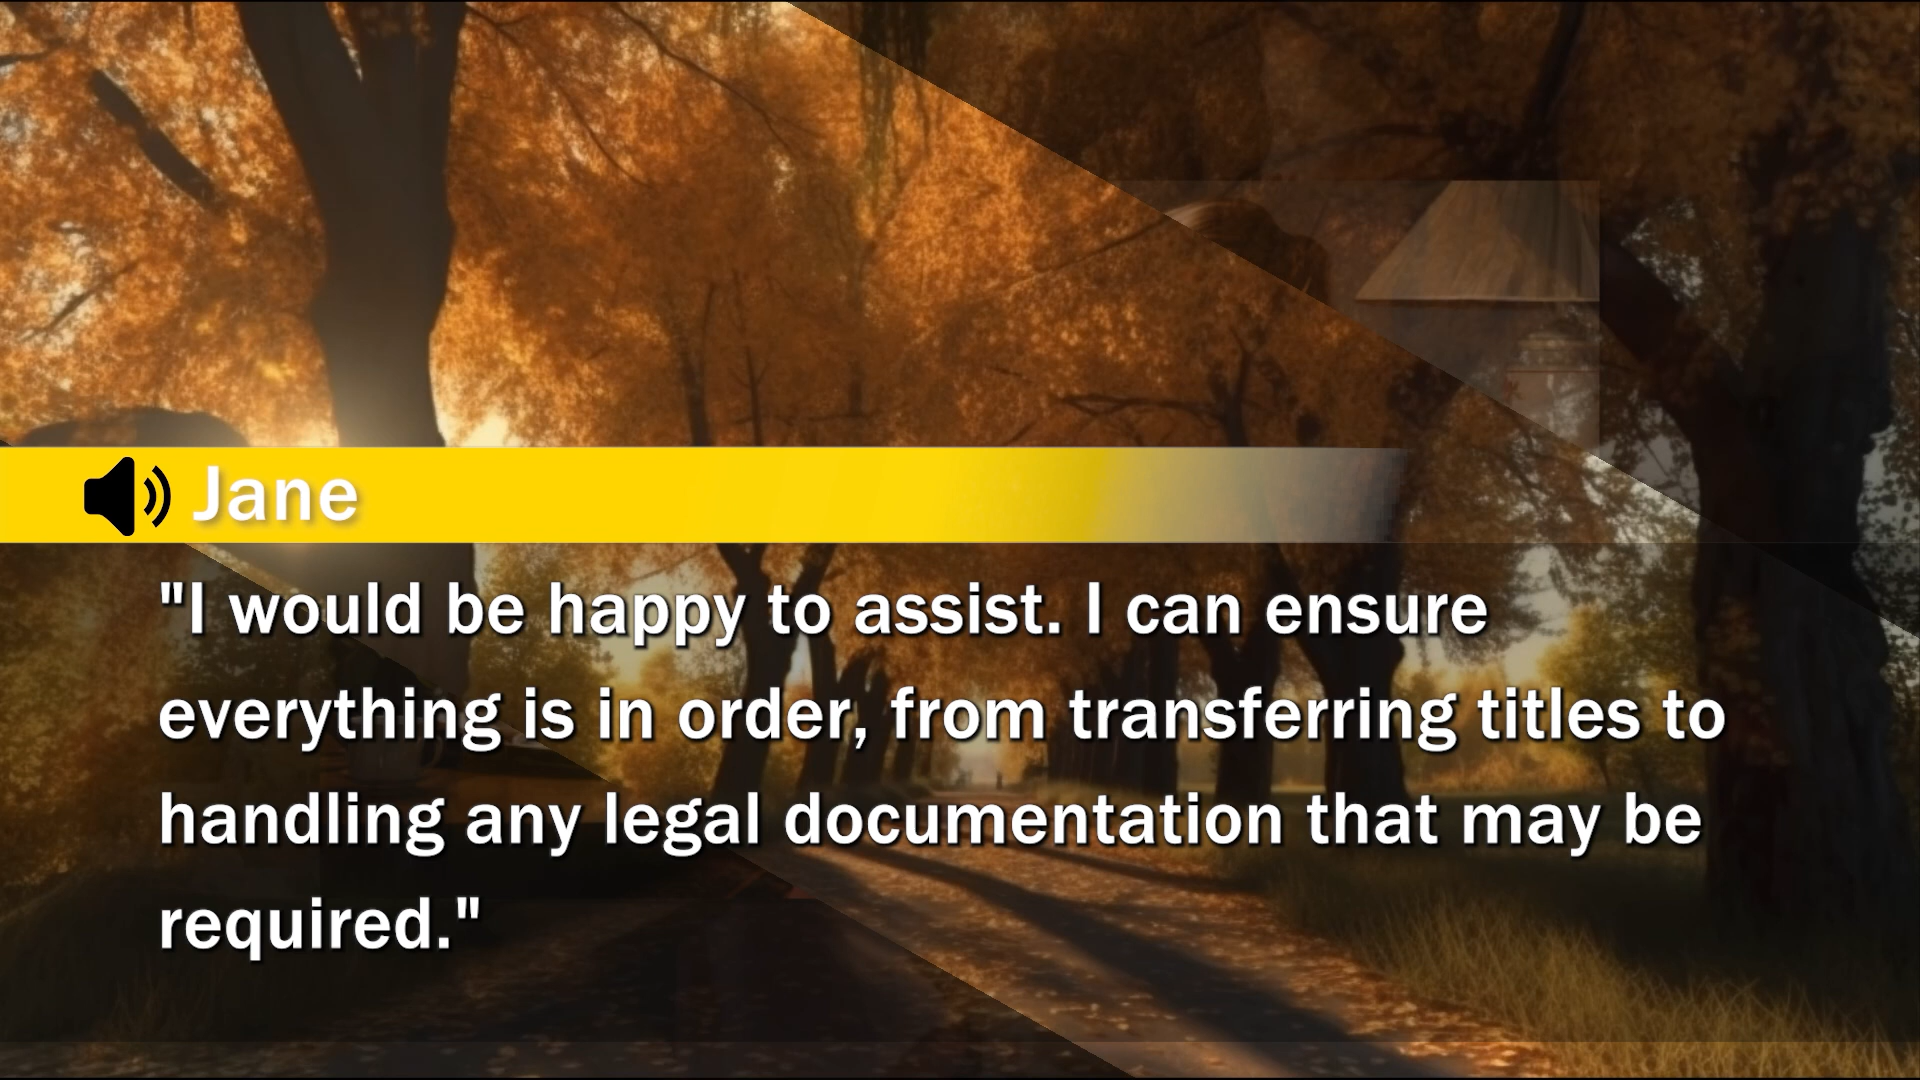 Jane
"I would be happy to assist. I can ensure
everything is in order, from transferring titles to
handling any legal documentation that may be
required."